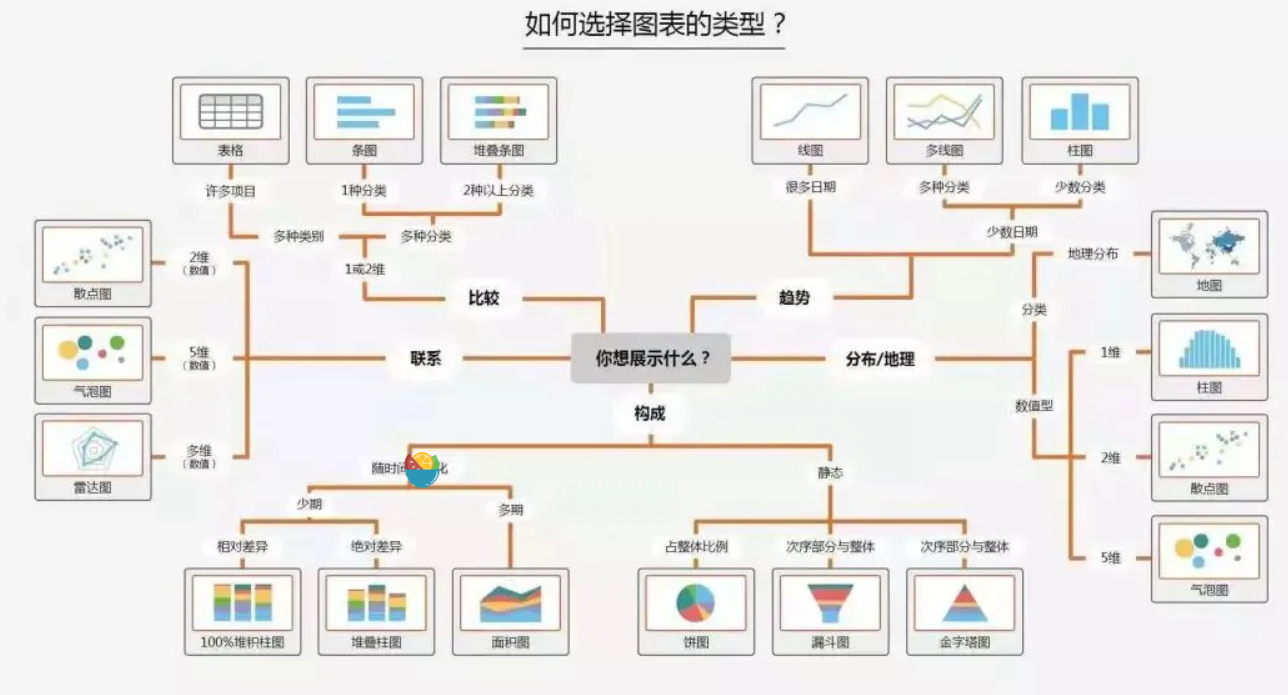 如何选择图表的类型？
表格
条图
堆叠条图
线图
多线图
柱图
许多项目
1种分类
2种以上分类
很多日期
多种分类
少数分类
多种类别
多种分类
少数日期
2维
（数值）
散点图
1或2维
地理分布
地图
比较
趋势
分类
5维
（数值）
气泡图
联系
你想展示什么？
分布/地理
1维
柱图
构成
数值型
多维
（数值）
雷达图
随时间 化
静态
2维
散点图
少期
多期
相对差异
绝对差异
占整体比例
次序部分与整体
次序部分与整体
5维
气泡图
100%堆积柱图
堆叠柱图
面积图
饼图
漏斗图
金字塔图